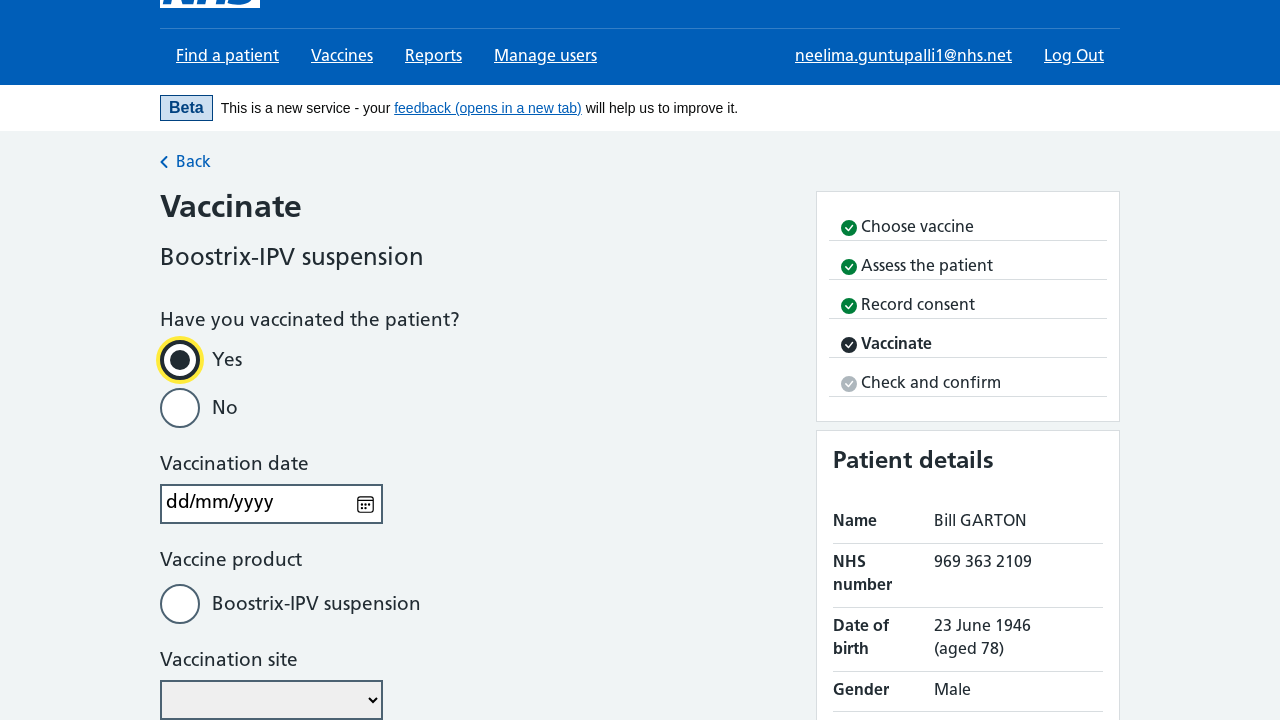 NHS
Find a patient Vaccines Reports Manage users neelima.guntupalli1@nhs.net Log Out
Beta This is a new service - your feedback (opens in a new tab) will help us to improve it.
Back
Vaccinate
Boostrix-IPV suspension
Have you vaccinated the patient?
Yes
No
Vaccination date
dd/mm/yyyy
Vaccine product
Boostrix-IPV suspension
Vaccination site
Choose vaccine
Assess the patient
Record consent
Vaccinate
Check and confirm
Patient details
Name Bill GARTON
NHS number 969 363 2109
Date of birth 23 June 1946 (aged 78)
Gender Male